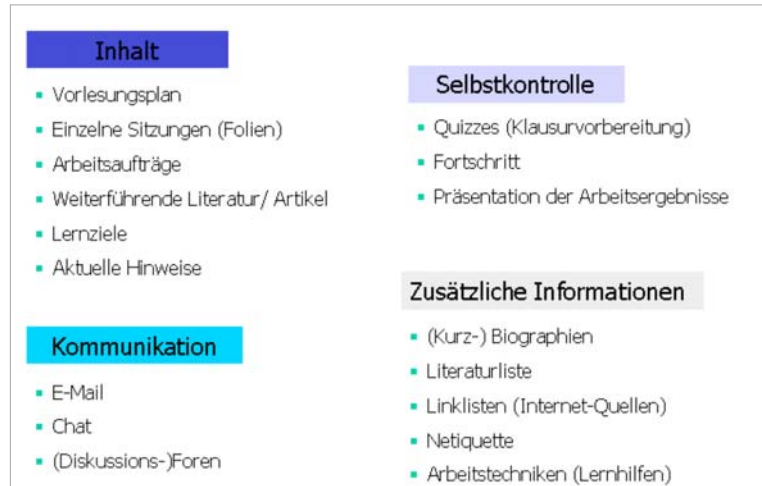 Inhalt
Vorlesungsplan
Einzelne Sitzungen (Folien)
Arbeitsaufträge
Weiterführende Literatur/ Artikel
Lernziele
Aktuelle Hinweise
Kommunikation
E-Mail
Chat
(Diskussions-)Foren
Selbstkontrolle
Quizzes (Klausurvorbereitung)
Fortschritt
Präsentation der Arbeitsergebnisse
Zusätzliche Informationen
(Kurz-) Biographien
Literaturliste
Linklisten (Internet-Quellen)
Netiquette
Arbeitstechniken (Lernhilfen)